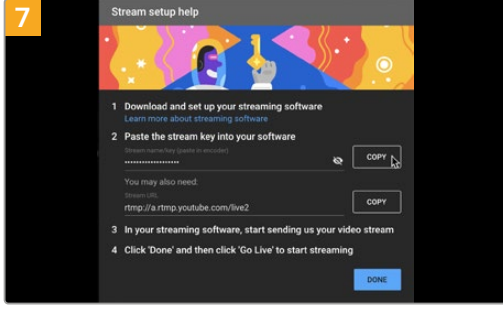 7
Stream setup help
1 Download and set up your streaming software
Learn more about streaming software
2 Paste the stream key into your software
Stream name/key (paste in encoder)
••••••••••••••••••• COPY
You may also need:
Stream URL
rtmp://a.rtmp.youtube.com/live2 COPY
3 In your streaming software, start sending us your video stream
4 Click 'Done' and then click 'Go Live' to start streaming
DONE